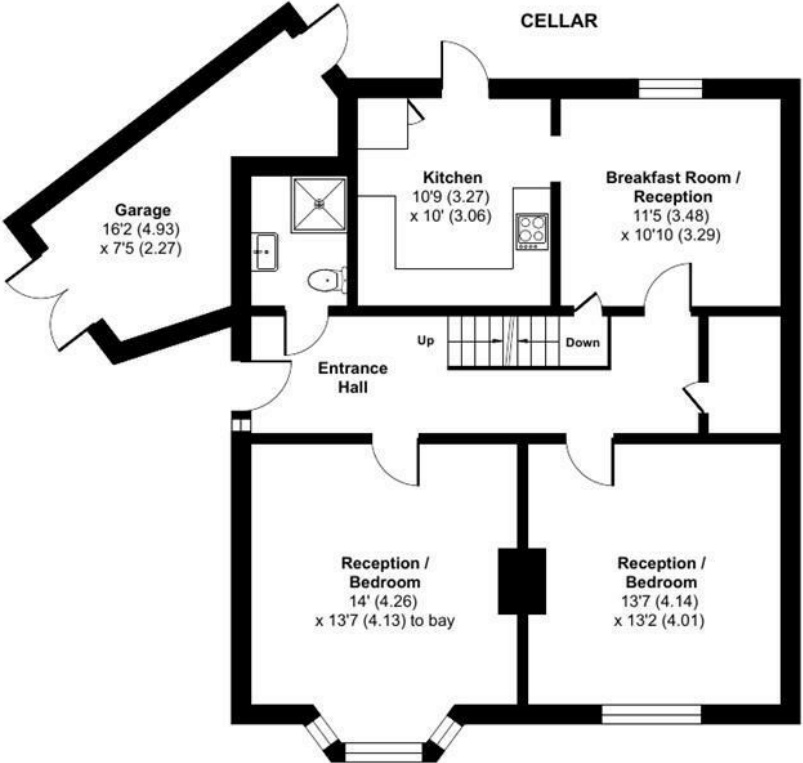 CELLAR
Garage
16'2 (4.93)
x 7'5 (2.27)
Kitchen
10'9 (3.27)
x 10' (3.06)
Breakfast Room /
Reception
11'5 (3.48)
x 10'10 (3.29)
Up
Down
Entrance
Hall
Reception /
Bedroom
14' (4.26)
x 13'7 (4.13) to bay
Reception /
Bedroom
13'7 (4.14)
x 13'2 (4.01)